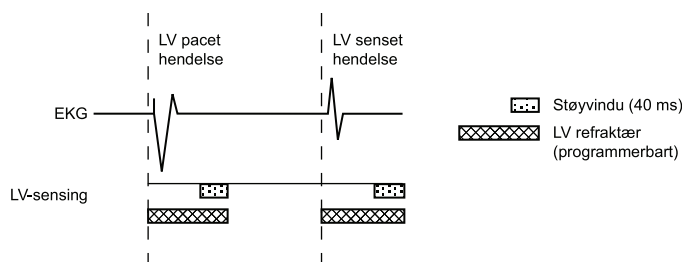 LV pacet
hendelse
LV senset
hendelse
EKG
Støyvindu (40 ms)
LV refraktær
(programmerbart)
LV-sensing